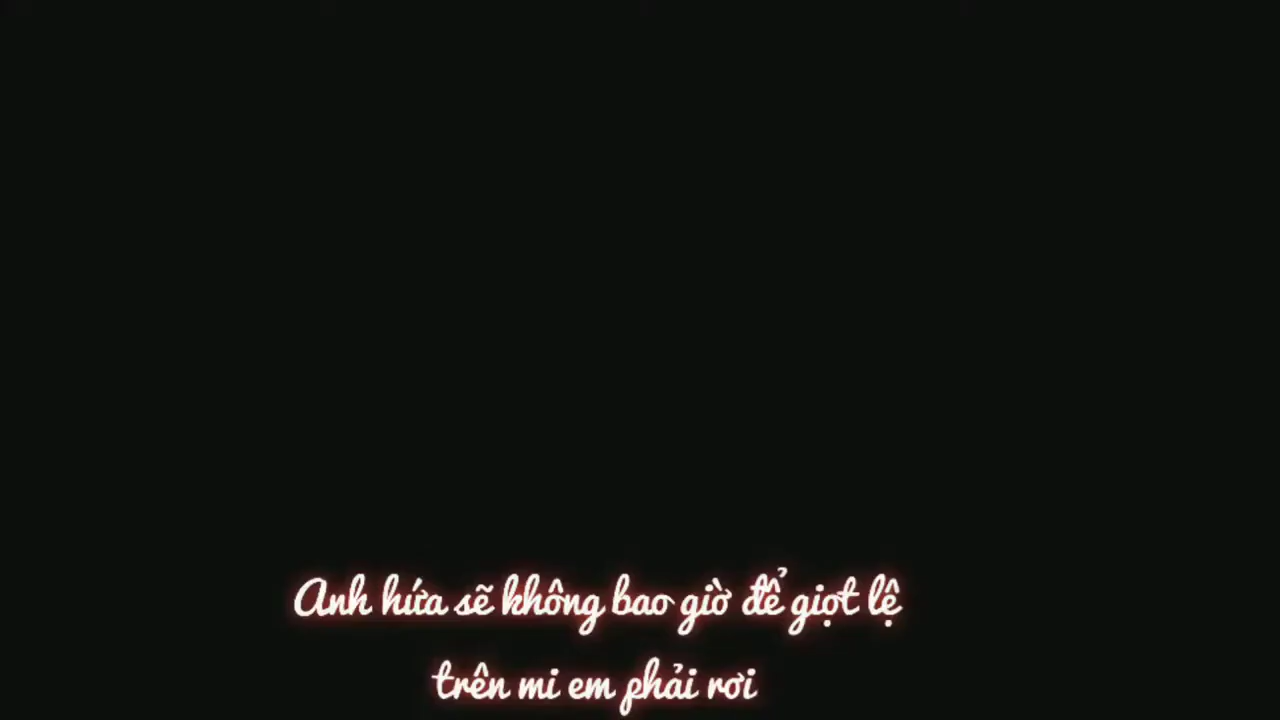 Anh hứa sẽ không bao giờ để giọt lệ
trên mi em phải rơi